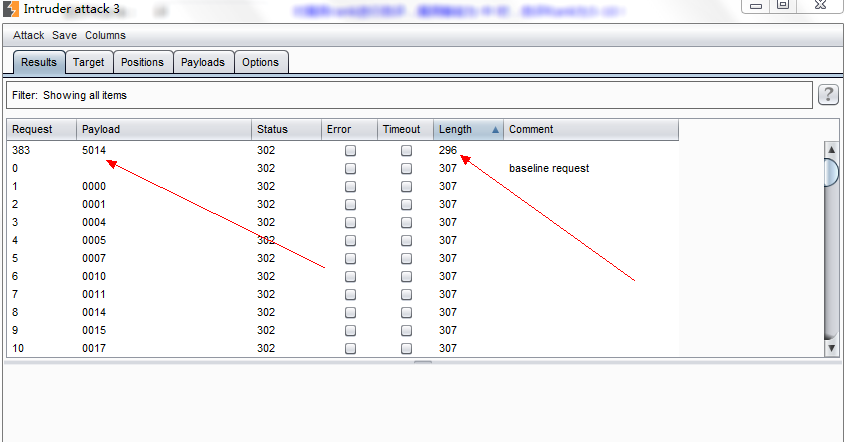 Intruder attack 3
Attack Save Columns
Results Target Positions Payloads Options
Filter: Showing all items ?
Request Payload Status Error Timeout Length Comment
383 5014 302 296
0 302 307 baseline request
1 0000 302 307
2 0001 302 307
3 0004 302 307
4 0005 302 307
5 0007 302 307
6 0010 302 307
7 0011 302 307
8 0014 302 307
9 0015 302 307
10 0017 302 307